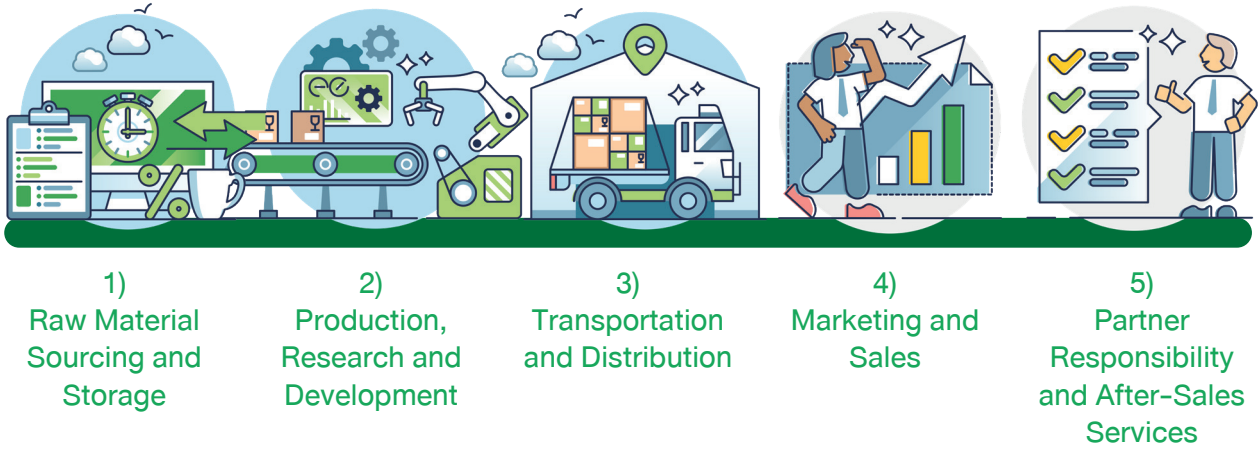 1)
Raw Material
Sourcing and
Storage
2)
Production,
Research and
Development
3)
Transportation
and Distribution
4)
Marketing and
Sales
5)
Partner
Responsibility
and After-Sales
Services